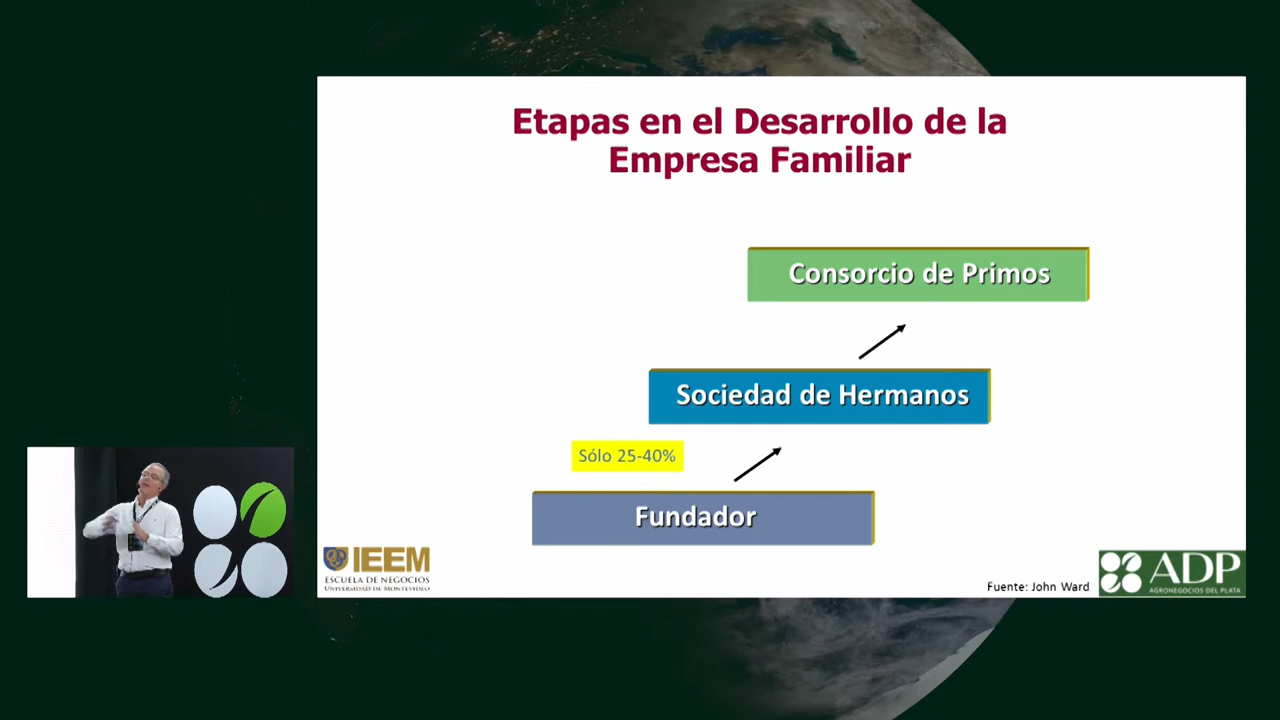 Etapas en el Desarrollo de la
Empresa Familiar
Consorcio de Primos
Sociedad de Hermanos
Sólo 25-40%
Fundador
IEEM
ESCUELA DE NEGOCIOS
UNIVERSIDAD DE MONTEVIDEO
Fuente: John Ward
ADP
AGRONEGOCIOS DEL PLATA